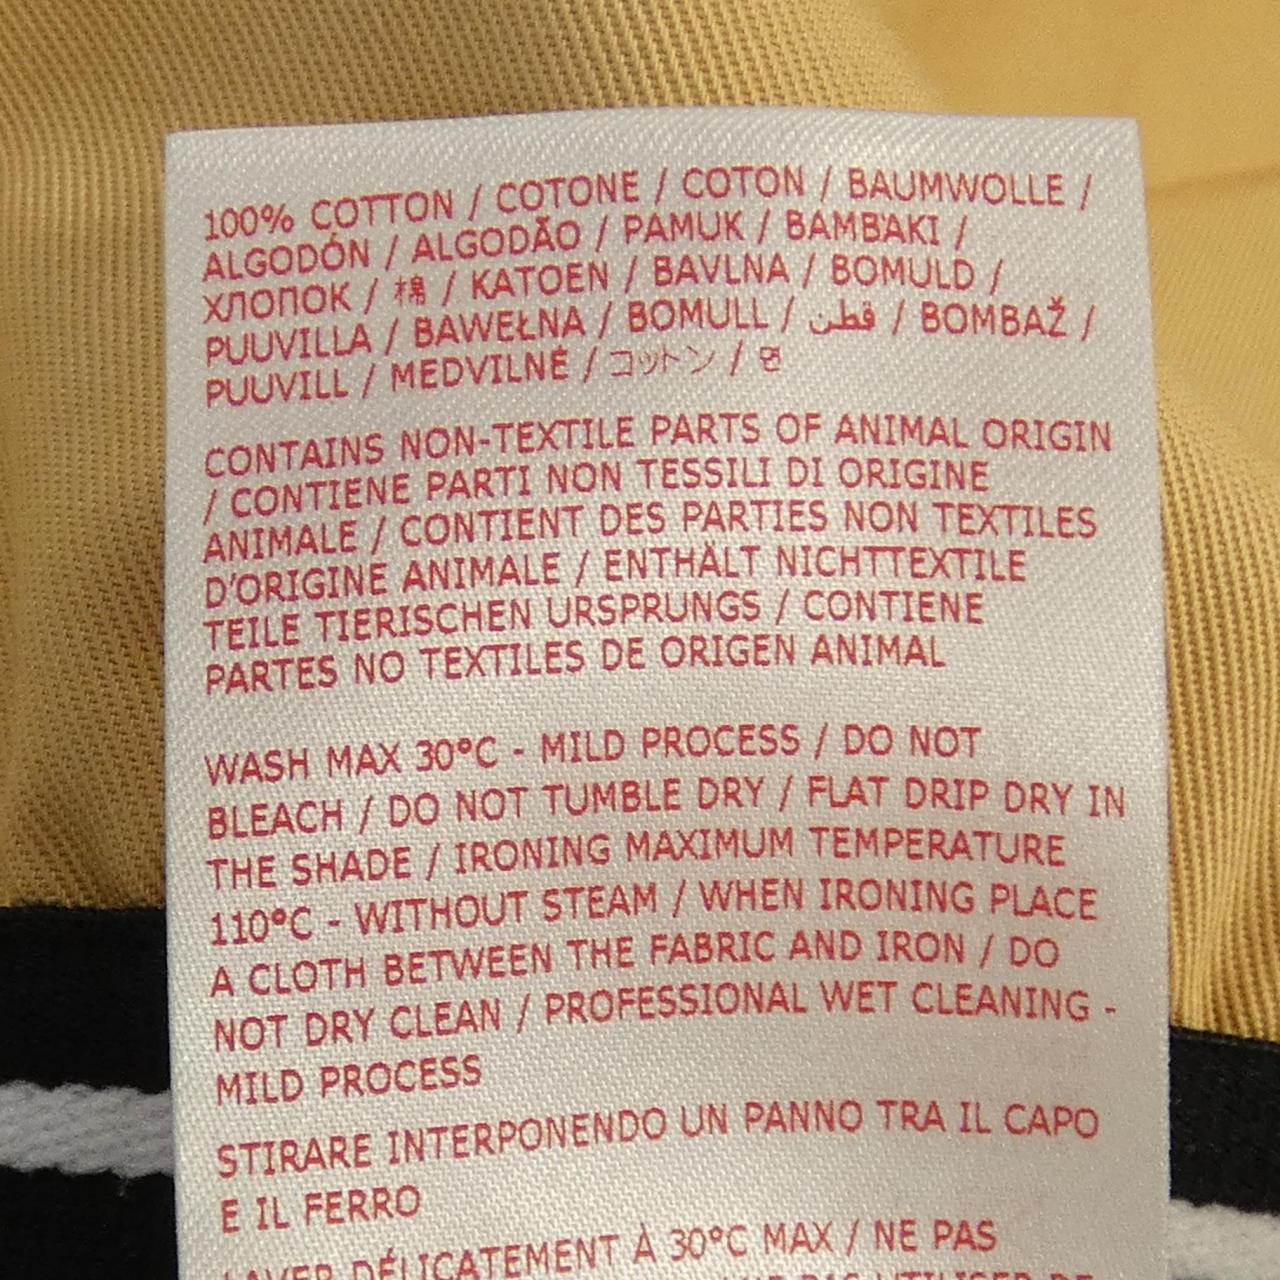 100% COTTON / COTONE / COTON / BAUMWOLLE /
ALGODÓN / ALGODÃO / PAMUK / BAMBAKI /
ХЛОПОК / 棉 / KATOEN / BAVLNA / BOMULD /
PUUVILLA / BAWEŁNA / BOMULL / قطن / BOMBAŽ /
PUUVILL / MEDVILNÉ / コットン / 면
CONTAINS NON-TEXTILE PARTS OF ANIMAL ORIGIN
/ CONTIENE PARTI NON TESSILI DI ORIGINE
ANIMALE / CONTIENT DES PARTIES NON TEXTILES
D'ORIGINE ANIMALE / ENTHÄLT NICHTTEXTILE
TEILE TIERISCHEN URSPRUNGS / CONTIENE
PARTES NO TEXTILES DE ORIGEN ANIMAL
WASH MAX 30°C - MILD PROCESS / DO NOT
BLEACH / DO NOT TUMBLE DRY / FLAT DRIP DRY IN
THE SHADE / IRONING MAXIMUM TEMPERATURE
110°C - WITHOUT STEAM / WHEN IRONING PLACE
A CLOTH BETWEEN THE FABRIC AND IRON / DO
NOT DRY CLEAN / PROFESSIONAL WET CLEANING -
MILD PROCESS
STIRARE INTERPONENDO UN PANNO TRA IL CAPO
E IL FERRO
LAVER DÉLICATEMENT À 30°C MAX / NE PAS